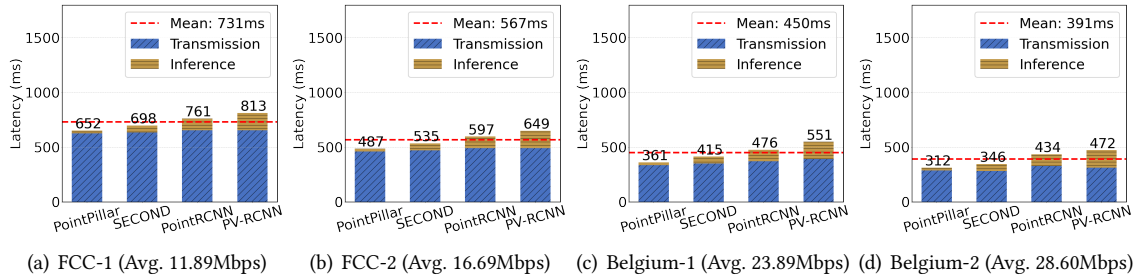 Mean: 731ms
Transmission
Inference
Latency (ms)
1500
1000
500
0
652
698
761
813
PointPillar
SECOND
PointRCNN
PV-RCNN
(a) FCC-1 (Avg. 11.89Mbps)
Mean: 567ms
Transmission
Inference
Latency (ms)
1500
1000
500
0
487
535
597
649
PointPillar
SECOND
PointRCNN
PV-RCNN
(b) FCC-2 (Avg. 16.69Mbps)
Mean: 450ms
Transmission
Inference
Latency (ms)
1500
1000
500
0
361
415
476
551
PointPillar
SECOND
PointRCNN
PV-RCNN
(c) Belgium-1 (Avg. 23.89Mbps)
Mean: 391ms
Transmission
Inference
Latency (ms)
1500
1000
500
0
312
346
434
472
PointPillar
SECOND
PointRCNN
PV-RCNN
(d) Belgium-2 (Avg. 28.60Mbps)